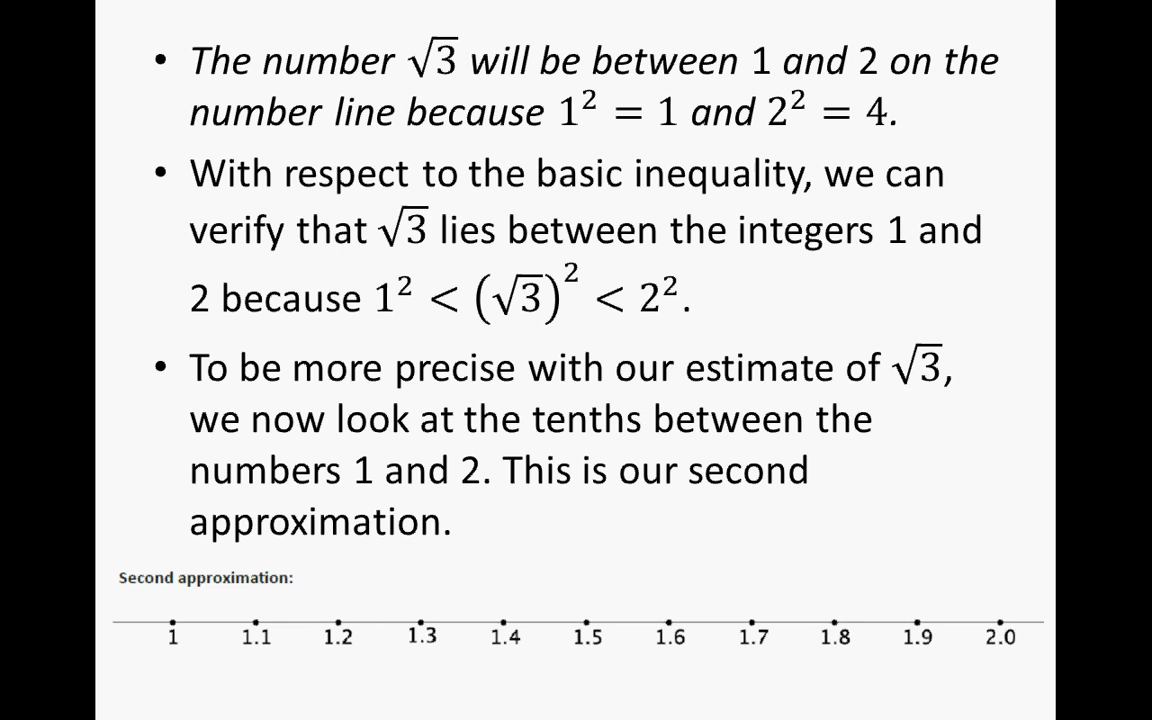 • The number √3 will be between 1 and 2 on the
number line because 1² = 1 and 2² = 4.
• With respect to the basic inequality, we can
verify that √3 lies between the integers 1 and
2 because 1² < (√3)² < 2².
• To be more precise with our estimate of √3,
we now look at the tenths between the
numbers 1 and 2. This is our second
approximation.
Second approximation:
1 1.1 1.2 1.3 1.4 1.5 1.6 1.7 1.8 1.9 2.0